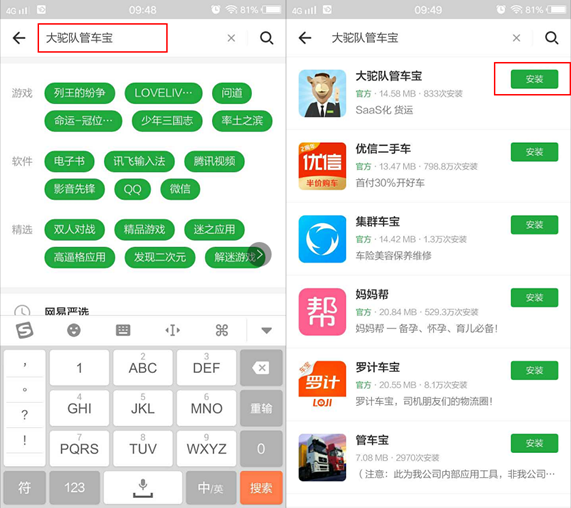 4G 09:48 81%
大驼队管车宝
游戏 列王的纷争 LOVELIV… 问道
命运-冠位… 少年三国志 率土之滨
软件 电子书 讯飞输入法 腾讯视频
影音先锋 QQ 微信
精选 双人对战 精品游戏 迷之应用
高逼格应用 发现二次元 解迷游戏
网易严选
， 1 2 ABC 3 DEF
。 4 GHI 5 JKL 6 MNO 重输
？
！ 7 PQRS 8 TUV 9 WXYZ 0
符 123 中/英 搜索
4G 09:49 81%
大驼队管车宝
大驼队管车宝
官方 · 14.58 MB · 833次安装 安装
SaaS化 货运
优信
半价购车
优信二手车
官方 · 13.47 MB · 798.8万次安装 安装
首付30%开好车
集群车宝
官方 · 14.42 MB · 1.3万次安装 安装
车险美容保养维修
帮
妈妈帮
官方 · 20.84 MB · 529.3万次安装 安装
妈妈帮 — 备孕、怀孕、育儿必备！
车宝
罗计
LOJI
罗计车宝
官方 · 20.55 MB · 8.1万次安装 安装
罗计车宝，司机朋友们的物流圈！
管车宝
7.08 MB · 2970次安装 安装
（ 注意：此为我公司内部应用工具，非我公司…